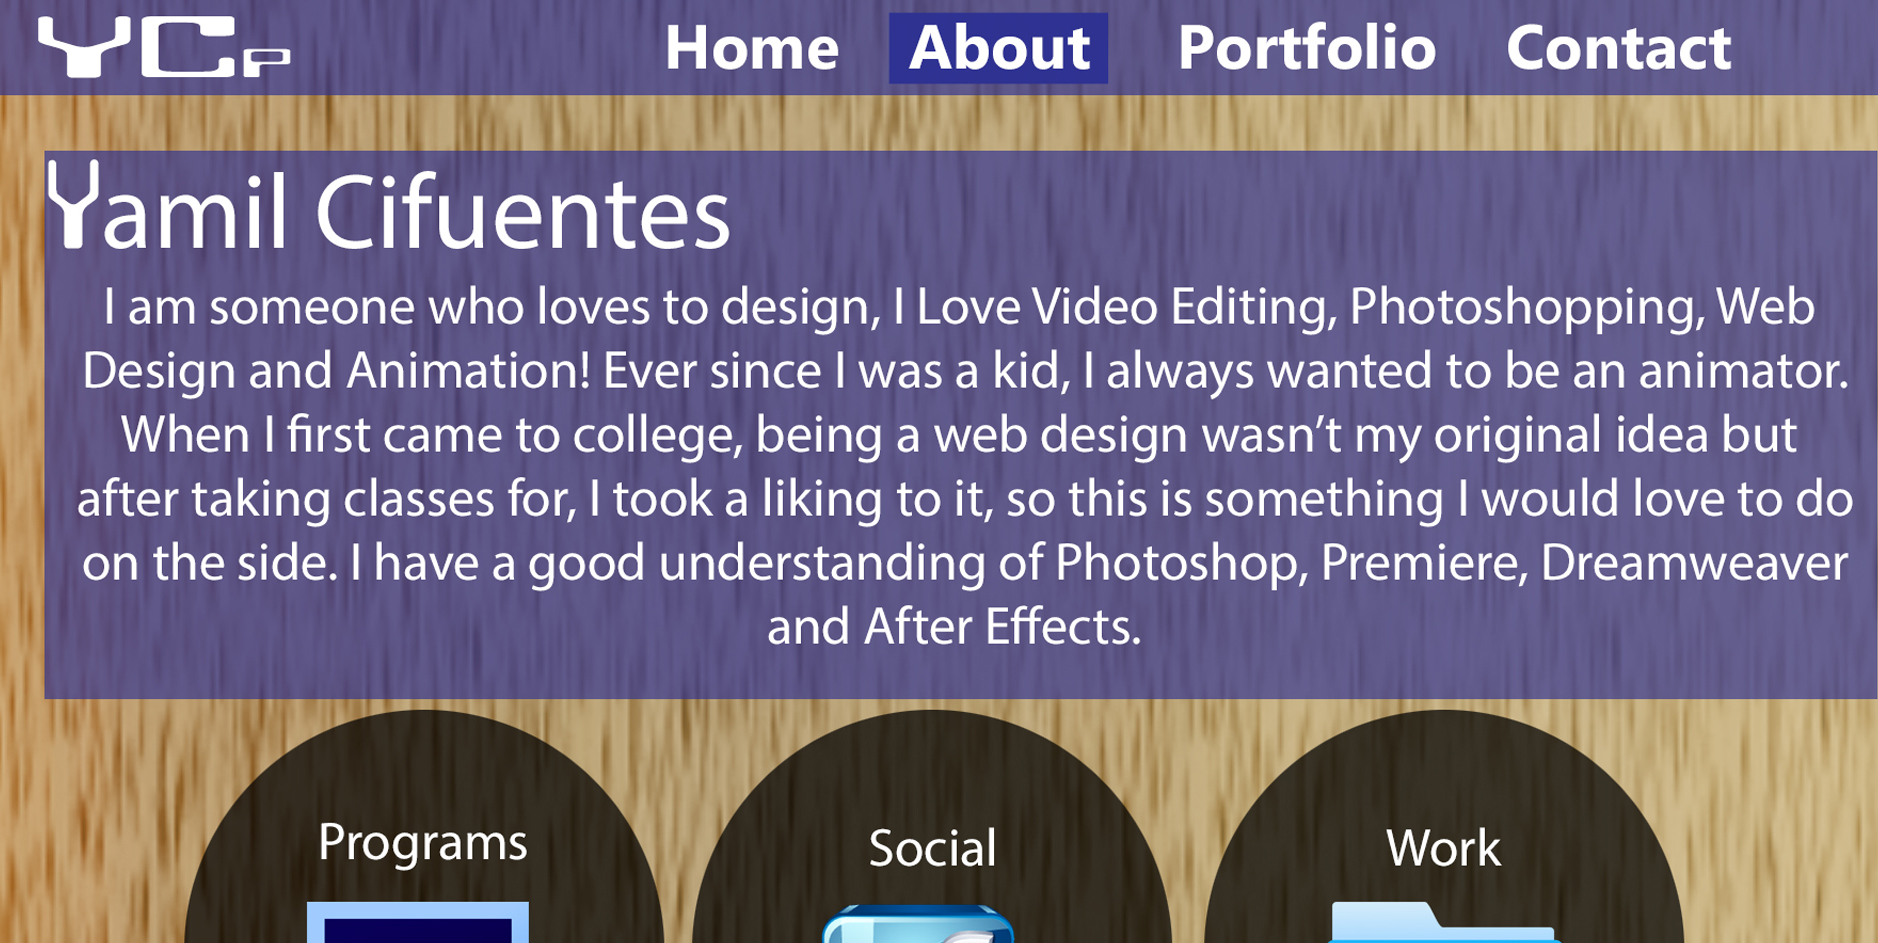 YCP
Home About Portfolio Contact
Yamil Cifuentes
I am someone who loves to design, I Love Video Editing, Photoshopping, Web
Design and Animation! Ever since I was a kid, I always wanted to be an animator.
When I first came to college, being a web design wasn’t my original idea but
after taking classes for, I took a liking to it, so this is something I would love to do
on the side. I have a good understanding of Photoshop, Premiere, Dreamweaver
and After Effects.
Programs Social Work